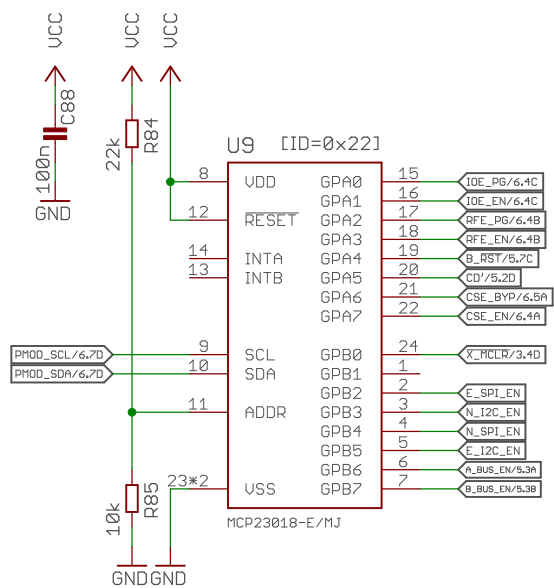 VCC
VCC
VCC
C88
100n
GND
22k
R84
U9 [ID=0x22]
8 VDD GPA0 15 IOE_PG/6.4C
GPA1 16 IOE_EN/6.4C
12 RESET GPA2 17 RFE_PG/6.4B
GPA3 18 RFE_EN/6.4B
14 INTA GPA4 19 B_RST/5.7C
13 INTB GPA5 20 CD'/5.2D
GPA6 21 CSE_BYP/6.5A
GPA7 22 CSE_EN/6.4A
PMOD_SCL/6.7D 9 SCL GPB0 24 X_MCLR/3.4D
PMOD_SDA/6.7D 10 SDA GPB1 1
GPB2 2 E_SPI_EN
11 ADDR GPB3 3 N_I2C_EN
GPB4 4 N_SPI_EN
GPB5 5 E_I2C_EN
GPB6 6 A_BUS_EN/5.3A
23*2 VSS GPB7 7 B_BUS_EN/5.3B
10k
R85
MCP23018-E/MJ
GND GND